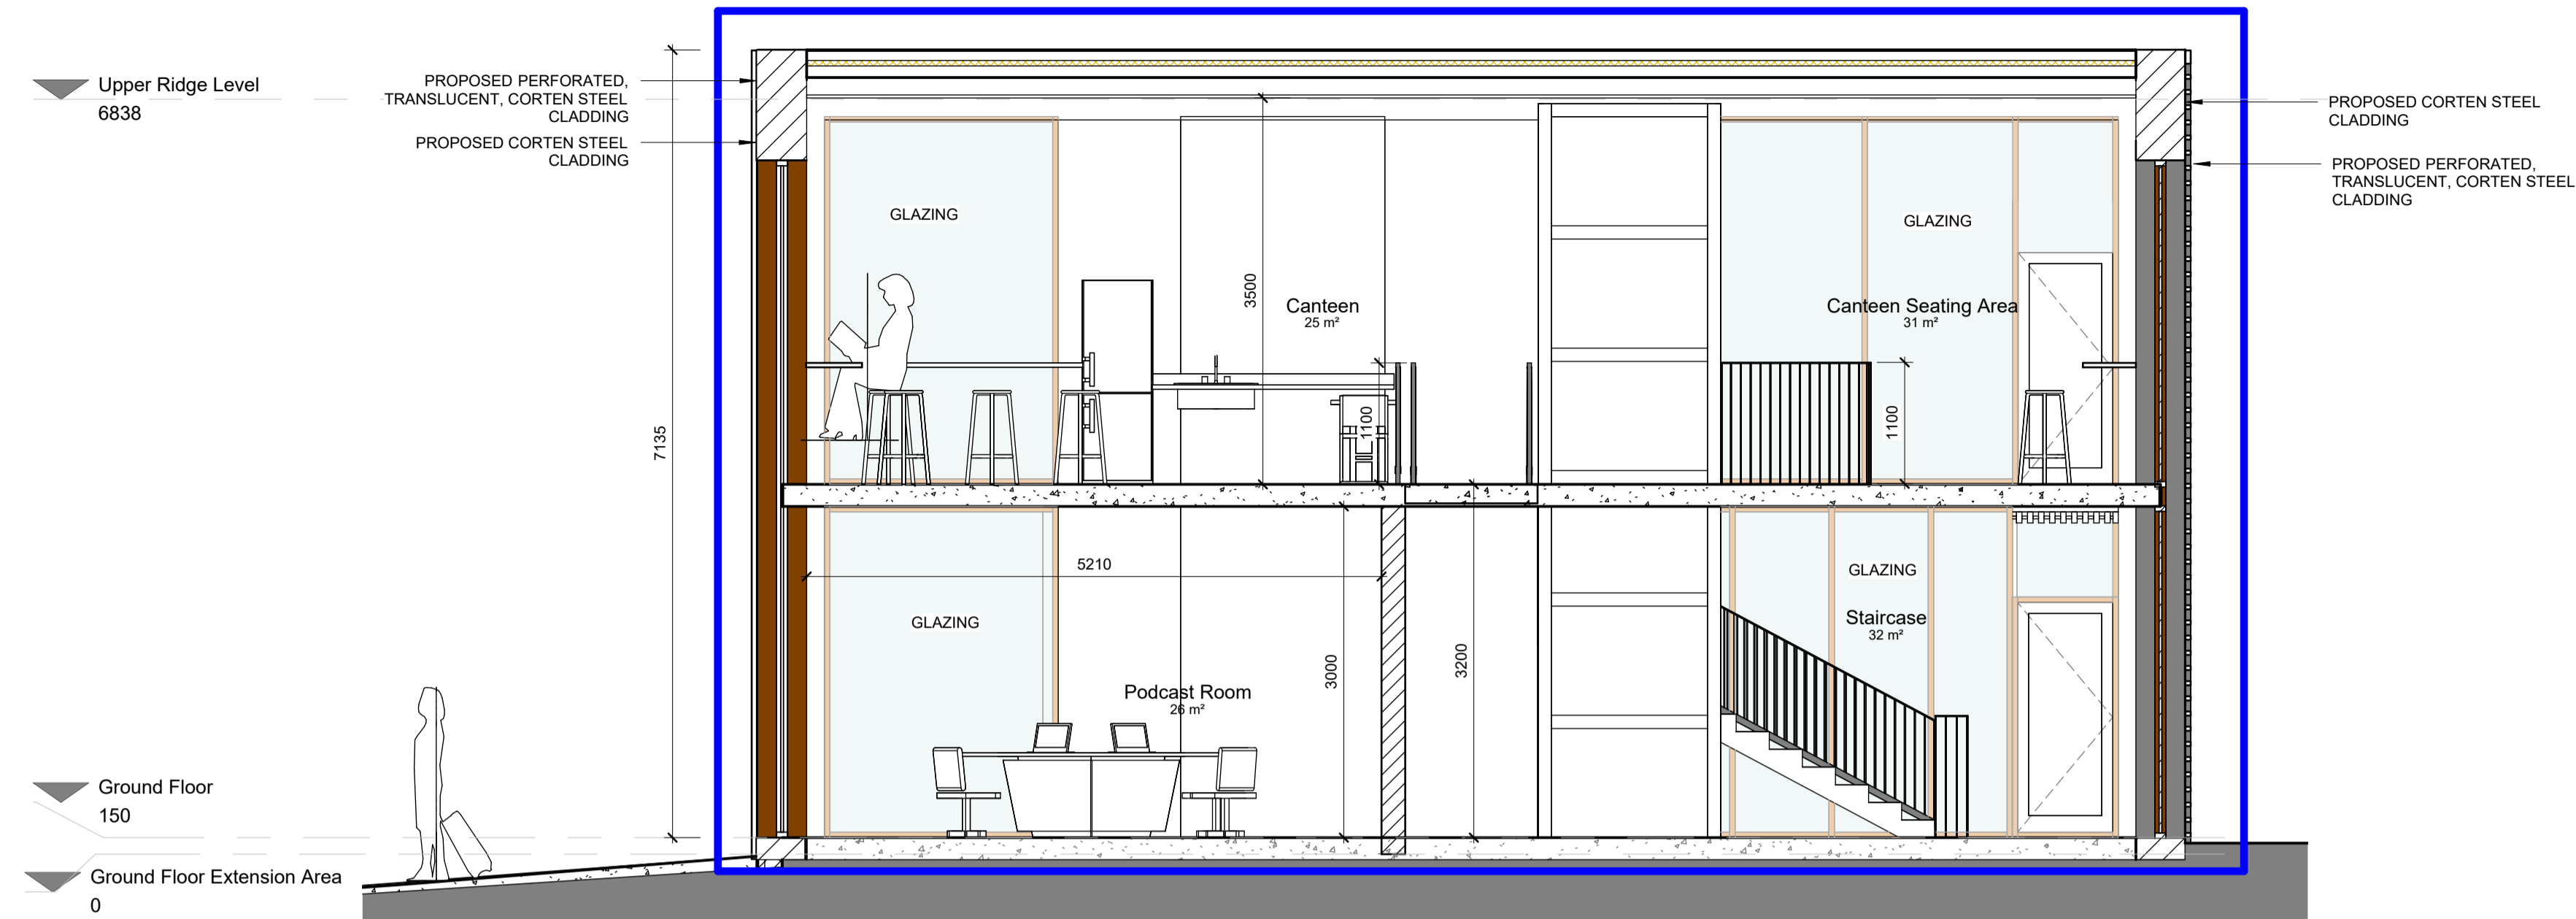 Upper Ridge Level
6838
PROPOSED PERFORATED,
TRANSLUCENT, CORTEN STEEL
CLADDING
PROPOSED CORTEN STEEL
CLADDING
PROPOSED CORTEN STEEL
CLADDING
PROPOSED PERFORATED,
TRANSLUCENT, CORTEN STEEL
CLADDING
GLAZING
GLAZING
3500
Canteen
25 m²
Canteen Seating Area
31 m²
7135
1100
1100
5210
GLAZING
GLAZING
Staircase
32 m²
3000
3200
Podcast Room
26 m²
Ground Floor
150
Ground Floor Extension Area
0